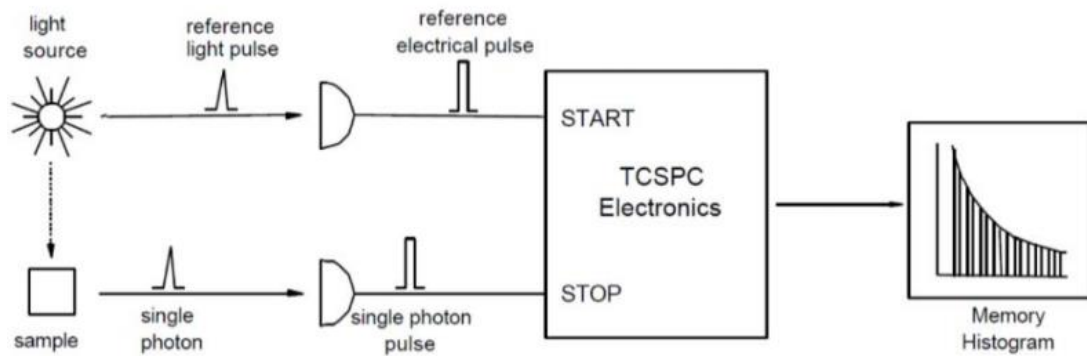 light
source
reference
light pulse
reference
electrical pulse
START
TCSPC
Electronics
STOP
sample
single
photon
single photon
pulse
Memory
Histogram